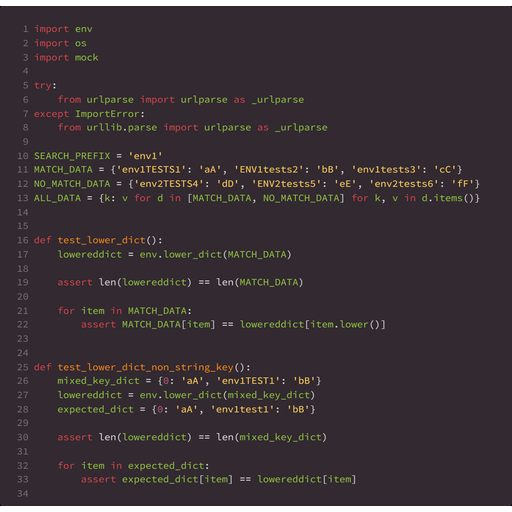 1 import env
2 import os
3 import mock
4
5 try:
6     from urlparse import urlparse as _urlparse
7 except ImportError:
8     from urllib.parse import urlparse as _urlparse
9
10 SEARCH_PREFIX = 'env1'
11 MATCH_DATA = {'env1TESTS1': 'aA', 'ENV1tests2': 'bB', 'env1tests3': 'cC'}
12 NO_MATCH_DATA = {'env2TESTS4': 'dD', 'ENV2tests5': 'eE', 'env2tests6': 'fF'}
13 ALL_DATA = {k: v for d in [MATCH_DATA, NO_MATCH_DATA] for k, v in d.items()}
14
15
16 def test_lower_dict():
17     lowereddict = env.lower_dict(MATCH_DATA)
18
19     assert len(lowereddict) == len(MATCH_DATA)
20
21     for item in MATCH_DATA:
22         assert MATCH_DATA[item] == lowereddict[item.lower()]
23
24
25 def test_lower_dict_non_string_key():
26     mixed_key_dict = {0: 'aA', 'env1TEST1': 'bB'}
27     lowereddict = env.lower_dict(mixed_key_dict)
28     expected_dict = {0: 'aA', 'env1test1': 'bB'}
29
30     assert len(lowereddict) == len(mixed_key_dict)
31
32     for item in expected_dict:
33         assert expected_dict[item] == lowereddict[item]
34